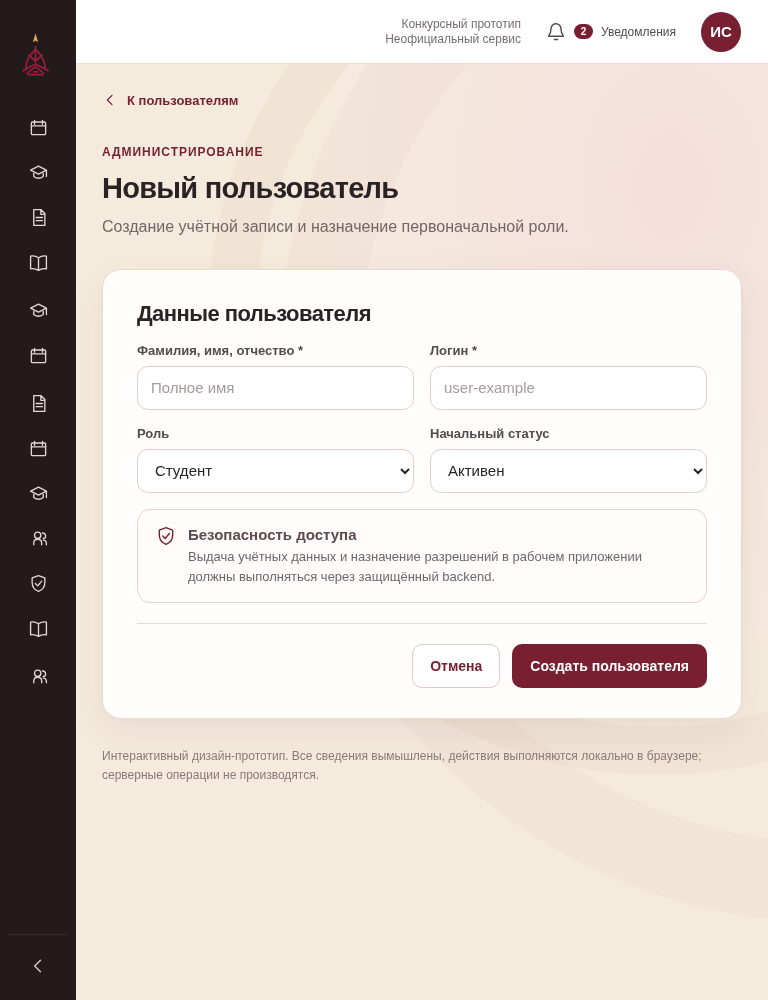 Конкурсный прототип
Неофициальный сервис
2 Уведомления
ИС
К пользователям
АДМИНИСТРИРОВАНИЕ
Новый пользователь
Создание учётной записи и назначение первоначальной роли.
Данные пользователя
Фамилия, имя, отчество *
Логин *
Полное имя
user-example
Роль
Начальный статус
Студент
Активен
Безопасность доступа
Выдача учётных данных и назначение разрешений в рабочем приложении
должны выполняться через защищённый backend.
Отмена
Создать пользователя
Интерактивный дизайн-прототип. Все сведения вымышлены, действия выполняются локально в браузере;
серверные операции не производятся.